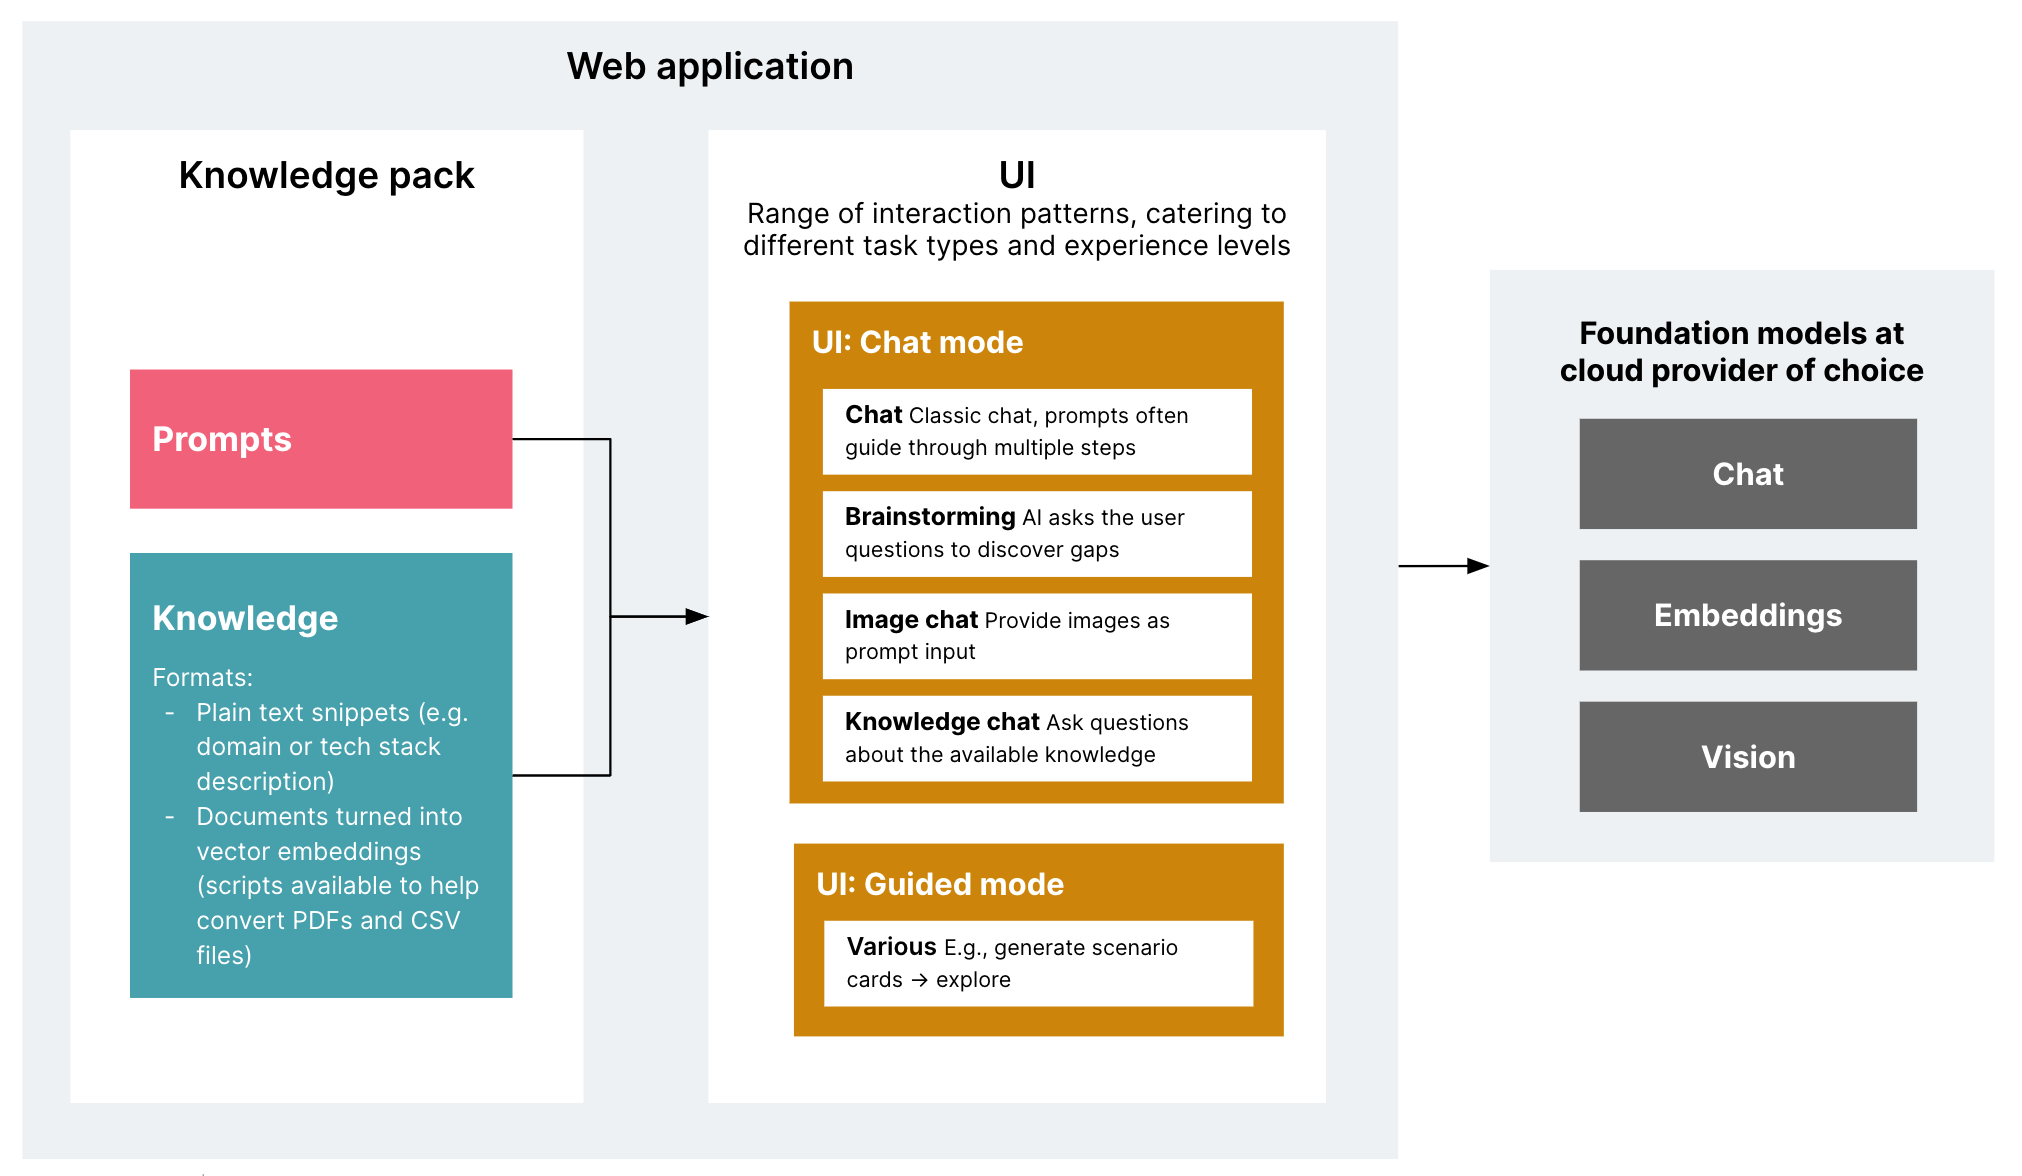 Web application
Knowledge pack
Prompts
Knowledge
Formats:
- Plain text snippets (e.g.
domain or tech stack
description)
- Documents turned into
vector embeddings
(scripts available to help
convert PDFs and CSV
files)
UI
Range of interaction patterns, catering to
different task types and experience levels
UI: Chat mode
Chat Classic chat, prompts often
guide through multiple steps
Brainstorming AI asks the user
questions to discover gaps
Image chat Provide images as
prompt input
Knowledge chat Ask questions
about the available knowledge
UI: Guided mode
Various E.g., generate scenario
cards → explore
Foundation models at
cloud provider of choice
Chat
Embeddings
Vision